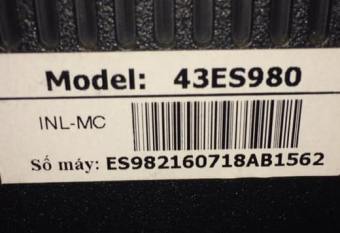 Model: 43ES980
INL-MC
Số máy: ES982160718AB1562